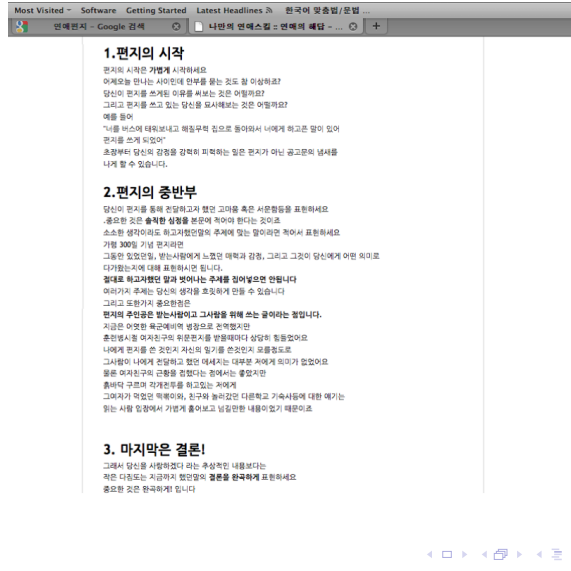 Most Visited Software Getting Started Latest Headlines 한국어 맞춤법/문법 ...
연애편지 - Google 검색 나만의 연애스킬 :: 연애의 해답 - ... +
1.편지의 시작
편지의 시작은 가볍게 시작하세요
어제오늘 만나는 사이인데 안부를 묻는 것도 참 이상하죠?
당신이 편지를 쓰게된 이유를 써보는 것은 어떨까요?
그리고 편지를 쓰고 있는 당신을 묘사해보는 것은 어떨까요?
예를 들어
"너를 버스에 태워보내고 해질무렵 집으로 돌아와서 너에게 하고픈 말이 있어
편지를 쓰게 되었어"
초장부터 당신의 감정을 강력히 피력하는 일은 편지가 아닌 공고문의 냄새를
나게 할 수 있습니다.
2.편지의 중반부
당신이 편지를 통해 전달하고자 했던 고마움 혹은 서운함등을 표현하세요
.중요한 것은 솔직한 심정을 본문에 적어야 한다는 것이죠
소소한 생각이라도 하고자했던말의 주제에 맞는 말이라면 적어서 표현하세요
가령 300일 기념 편지라면
그동안 있었던일, 받는사람에게 느꼈던 매력과 감정, 그리고 그것이 당신에게 어떤 의미로
다가왔는지에 대해 표현하시면 됩니다.
절대로 하고자했던 말과 벗어나는 주제를 집어넣으면 안됩니다
여러가지 주제는 당신의 생각을 흐릿하게 만들 수 있습니다
그리고 또한가지 중요한점은
편지의 주인공은 받는사람이고 그사람을 위해 쓰는 글이라는 점입니다.
지금은 어엿한 육군예비역 병장으로 전역했지만
훈련병시절 여자친구의 위문편지를 받을때마다 상당히 힘들었어요
나에게 편지를 쓴 것인지 자신의 일기를 쓴것인지 모를정도로
그사람이 나에게 전달하고 했던 메세지는 대부분 저에게 의미가 없었어요
물론 여자친구의 근황을 접했다는 점에서는 좋았지만
흙바닥 구르며 각개전투를 하고있는 저에게
그여자가 먹었던 떡볶이와, 친구와 놀러갔던 다른학교 기숙사등에 대한 얘기는
읽는 사람 입장에서 가볍게 훑어보고 넘길만한 내용이었기 때문이죠
3. 마지막은 결론!
그래서 당신을 사랑하겠다 라는 추상적인 내용보다는
작은 다짐또는 지금까지 했던말의 결론을 완곡하게 표현하세요
중요한 것은 완곡하게! 입니다